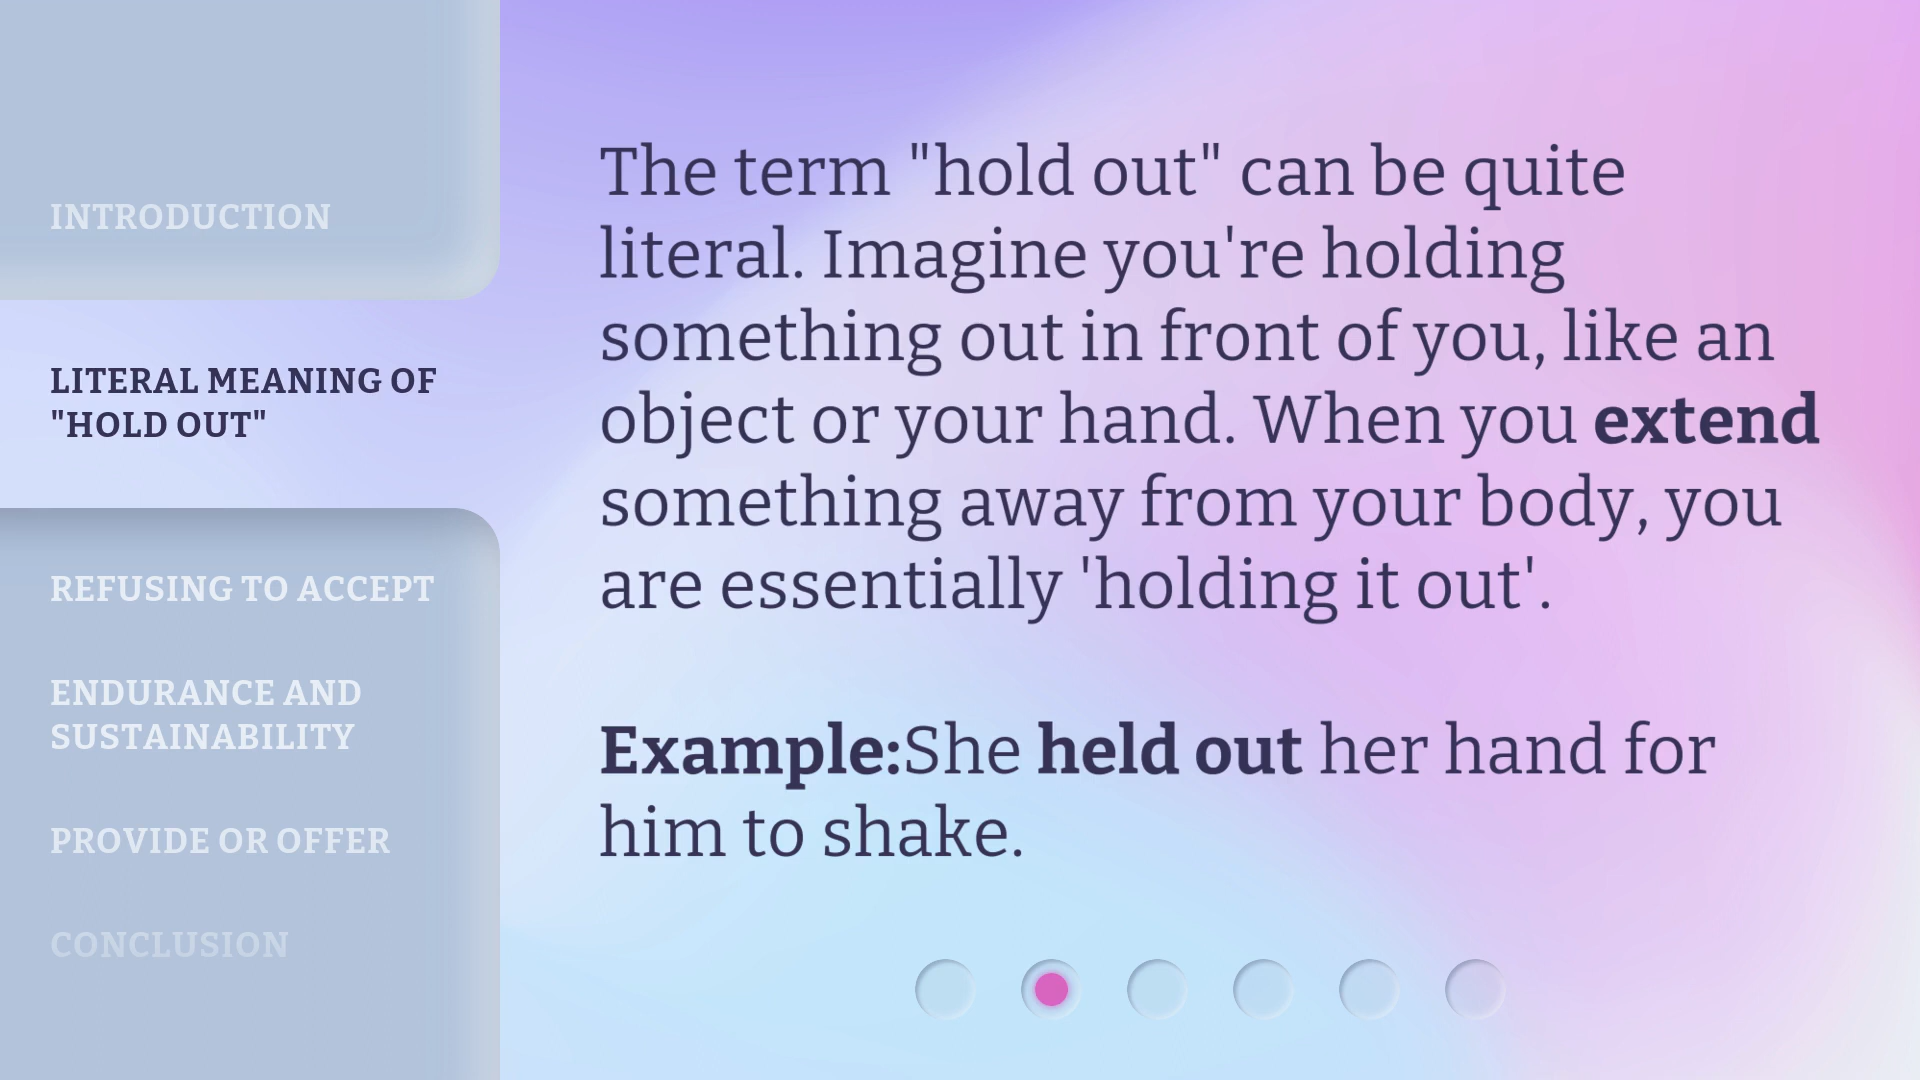 INTRODUCTION
LITERAL MEANING OF
"HOLD OUT"
REFUSING TO ACCEPT
ENDURANCE AND
SUSTAINABILITY
PROVIDE OR OFFER
CONCLUSION
The term "hold out" can be quite
literal. Imagine you're holding
something out in front of you, like an
object or your hand. When you extend
something away from your body, you
are essentially 'holding it out'.
Example:She held out her hand for
him to shake.